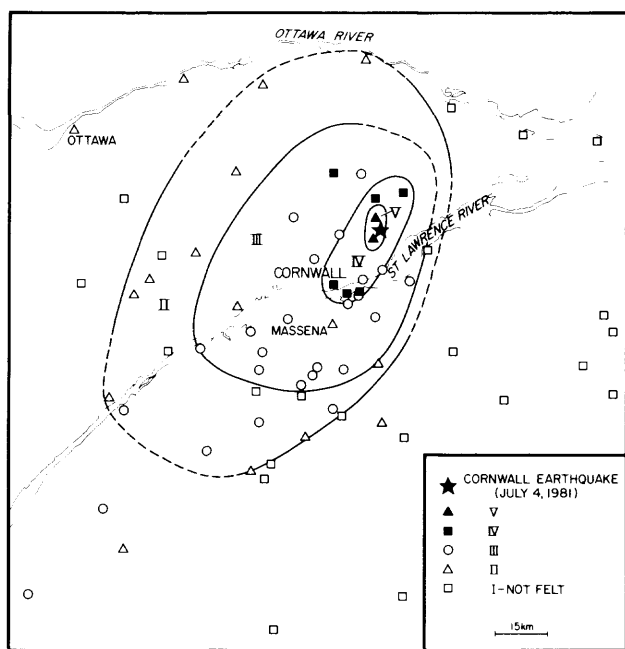 OTTAWA RIVER
OTTAWA
V
ST LAWRENCE RIVER
III
IV
CORNWALL
II
MASSENA
CORNWALL EARTHQUAKE
(JULY 4, 1981)
V
IV
III
II
I-NOT FELT
15km